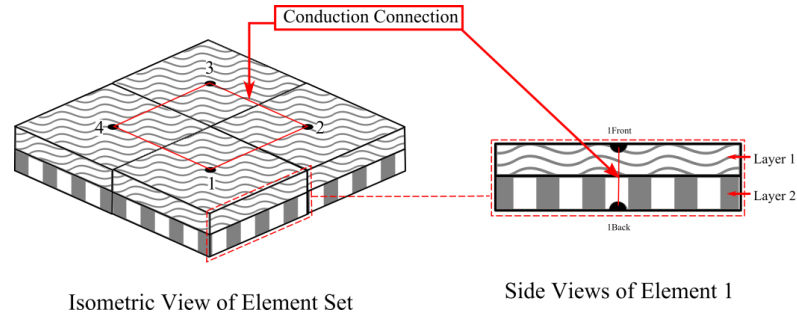 Conduction Connection
3
4
2
1
1Front
Layer 1
Layer 2
1Back
Isometric View of Element Set
Side Views of Element 1